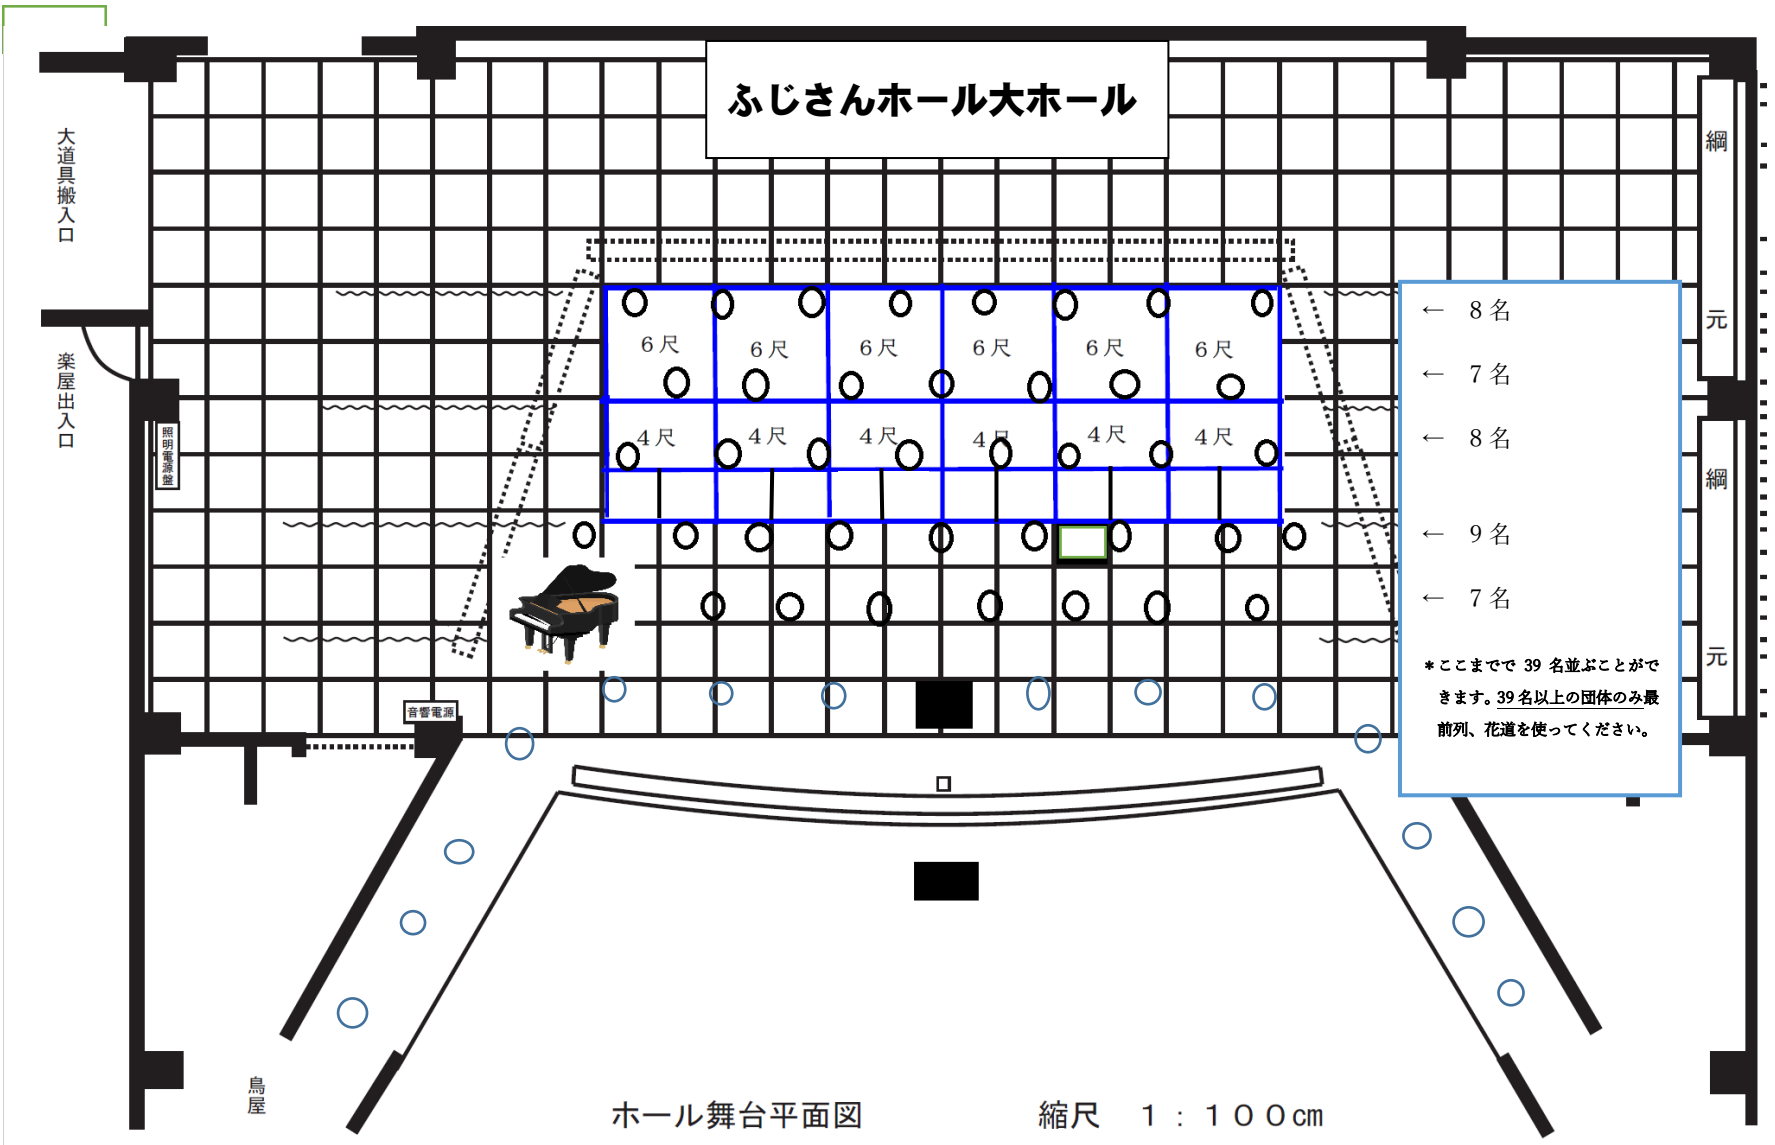 ふじさんホール大ホール
大道具搬入口
楽屋出入口
照明電源盤
綱元
綱元
6尺 6尺 6尺 6尺 6尺 6尺
4尺 4尺 4尺 4尺 4尺 4尺
← 8名
← 7名
← 8名
← 9名
← 7名
＊ここまでで 39 名並ぶことがで
きます。39名以上の団体のみ最
前列、花道を使ってください。
音響電源
鳥屋
ホール舞台平面図 縮尺 １：１００㎝